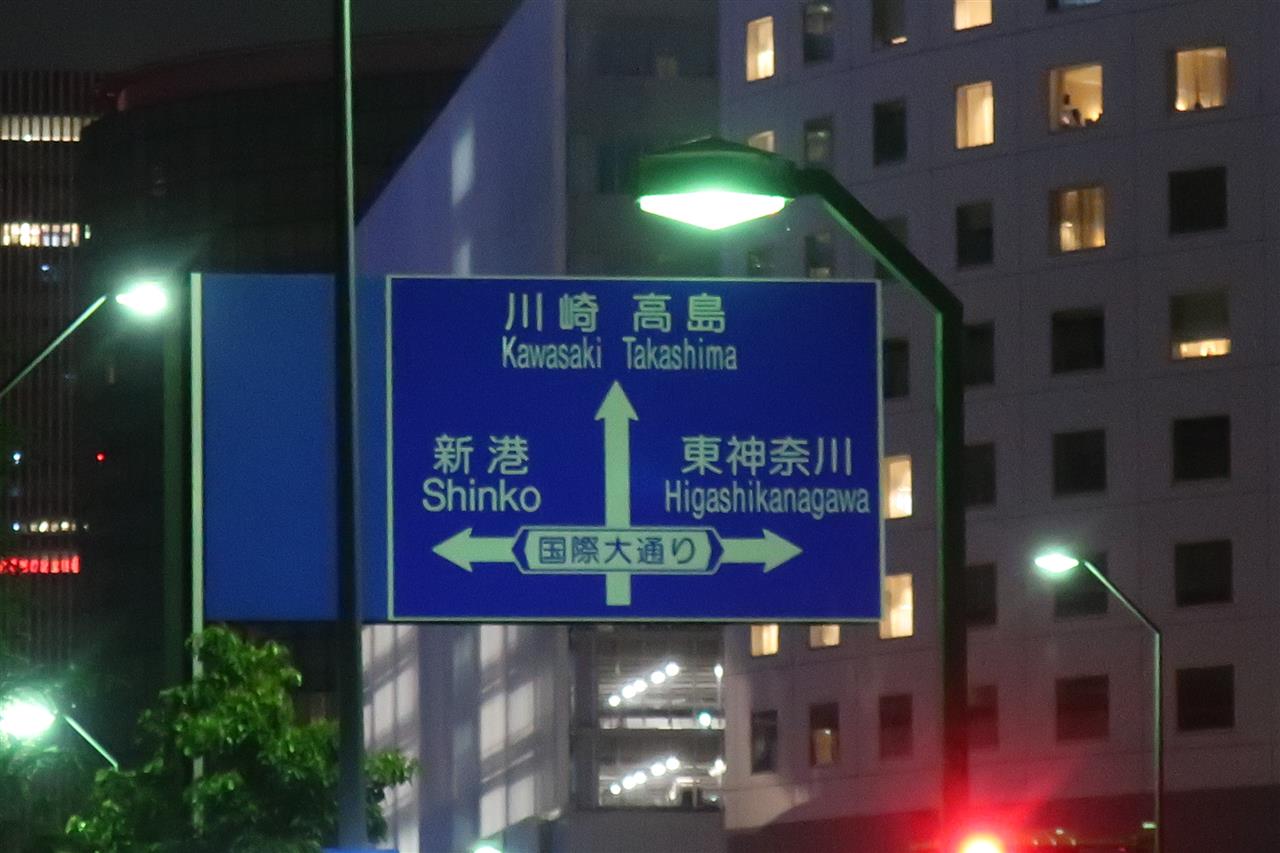 川崎 高島
Kawasaki Takashima
新港
Shinko
東神奈川
Higashikanagawa
国際大通り